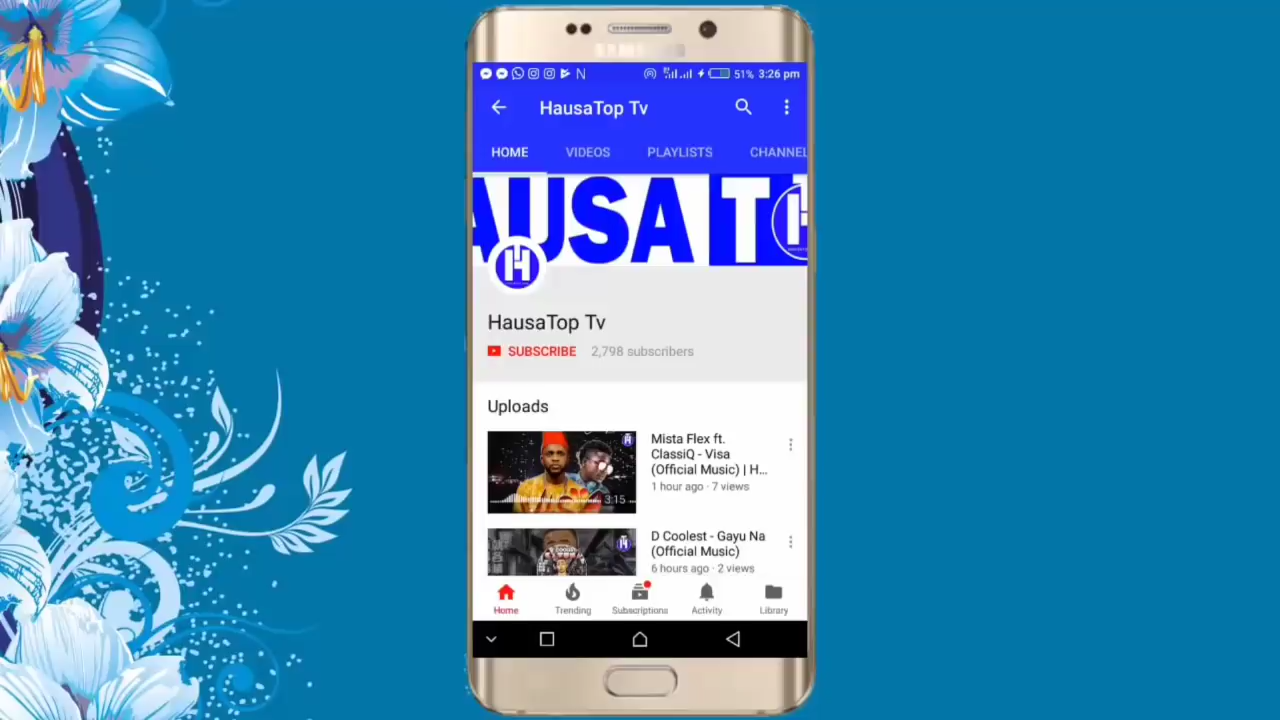 51% 3:26 pm
HausaTop Tv
HOME VIDEOS PLAYLISTS CHANNEL
AUSA T
H
HausaTop Tv
SUBSCRIBE 2,798 subscribers
Uploads
Mista Flex ft.
ClassiQ - Visa
(Official Music) | H...
3:15
1 hour ago · 7 views
D Coolest - Gayu Na
(Official Music)
6 hours ago · 2 views
Home Trending Subscriptions Activity Library